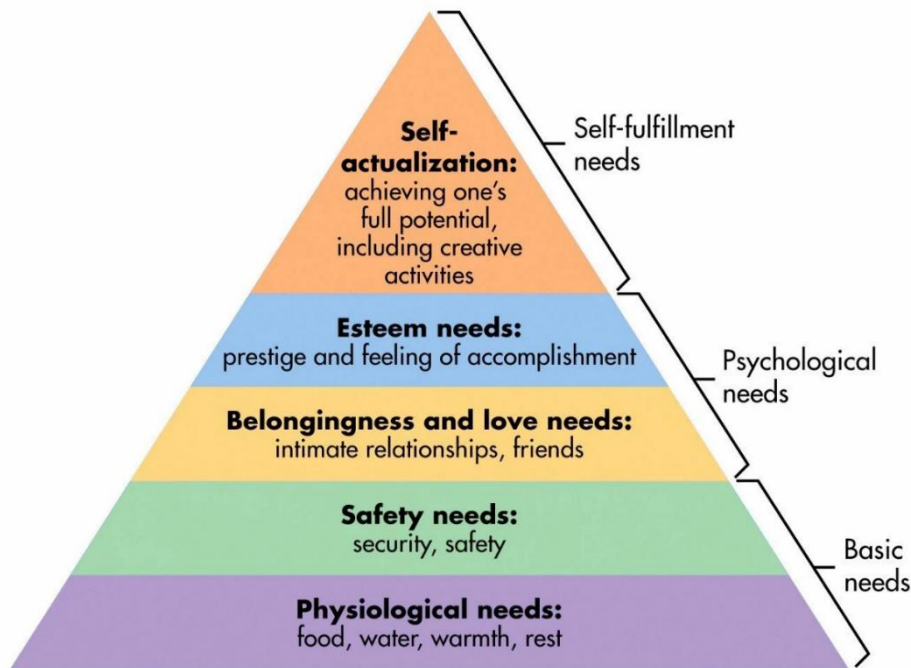 Self-
actualization:
achieving one's
full potential,
including creative
activities
Self-fulfillment
needs
Esteem needs:
prestige and feeling of accomplishment
Psychological
needs
Belongingness and love needs:
intimate relationships, friends
Safety needs:
security, safety
Basic
needs
Physiological needs:
food, water, warmth, rest